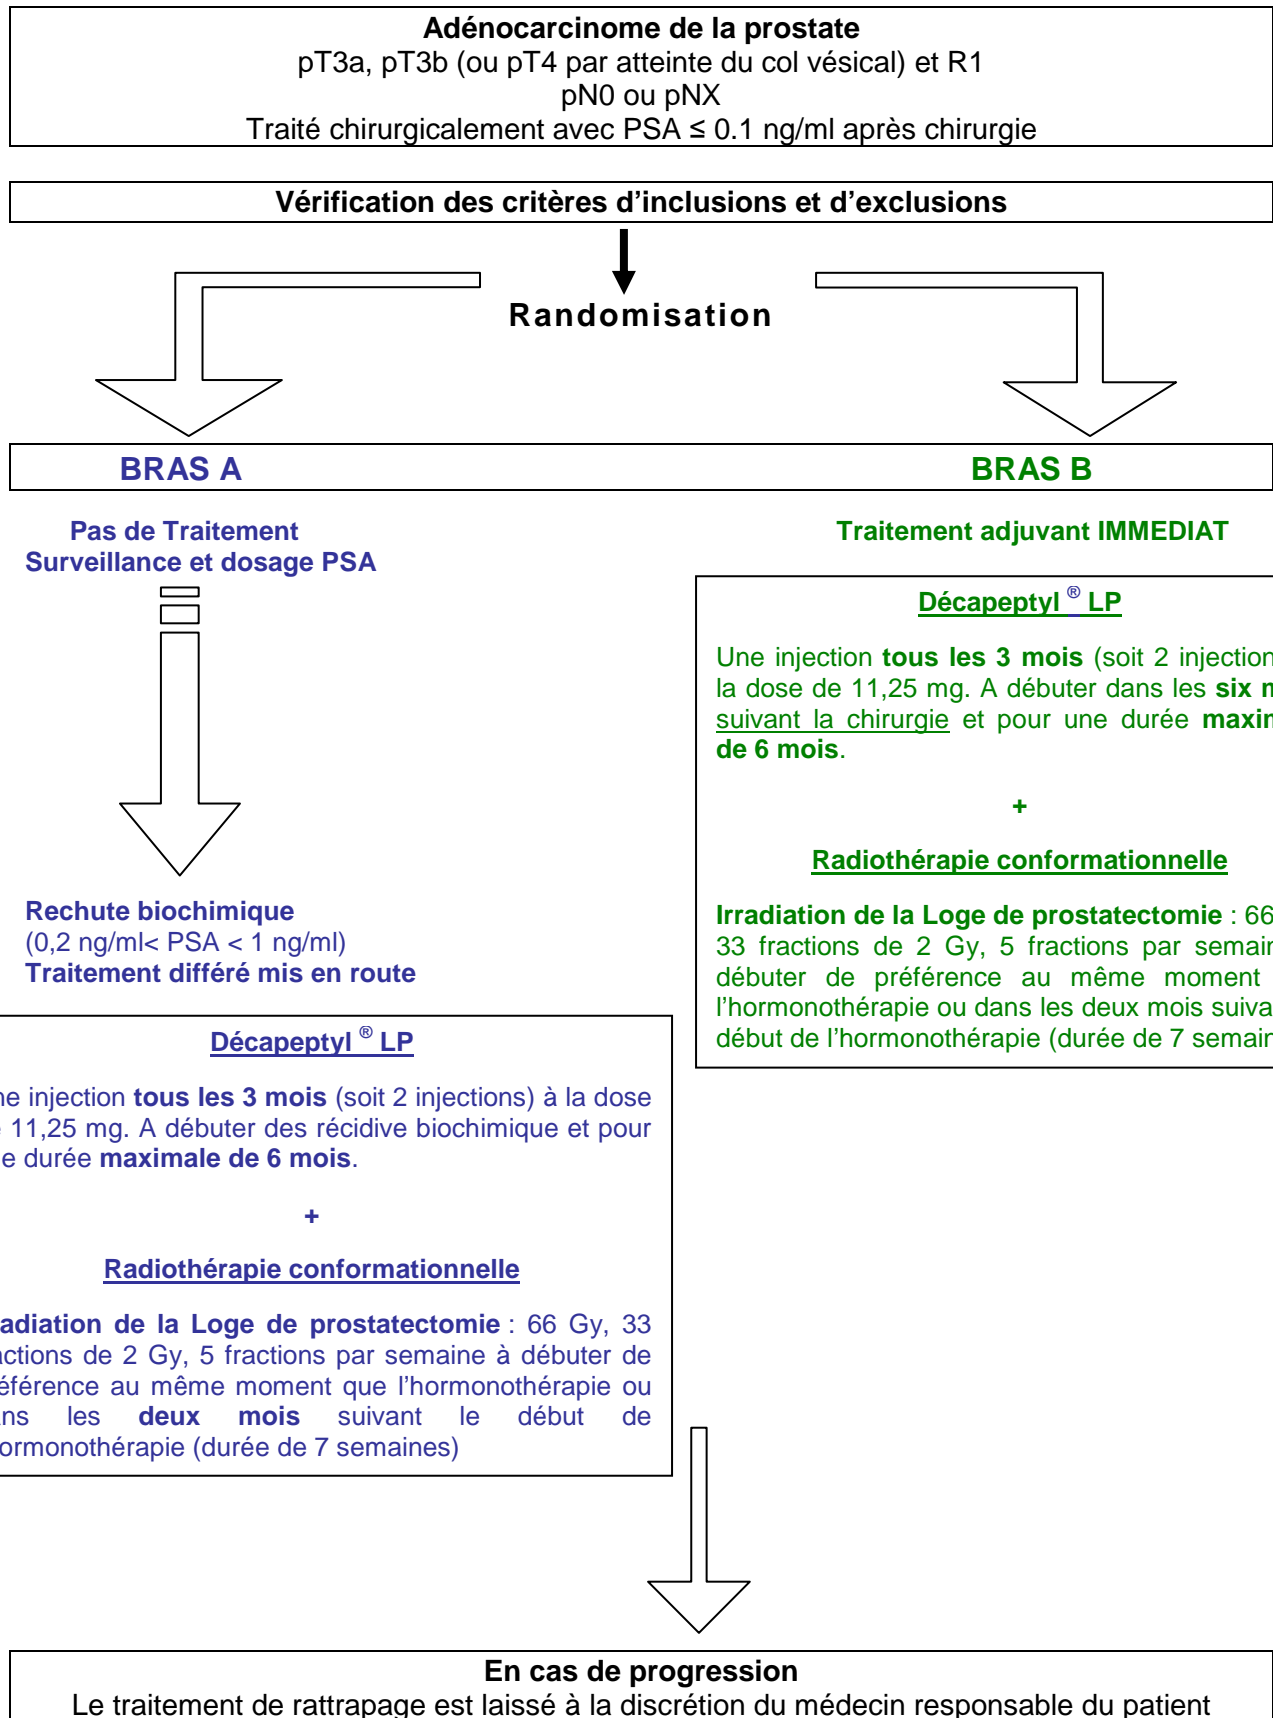 Adénocarcinome de la prostate
pT3a, pT3b (ou pT4 par atteinte du col vésical) et R1
pN0 ou pNX
Traité chirurgicalement avec PSA ≤ 0.1 ng/ml après chirurgie
Vérification des critères d’inclusions et d’exclusions
Randomisation
BRAS A
BRAS B
Pas de Traitement
Surveillance et dosage PSA
Rechute biochimique
(0,2 ng/ml< PSA < 1 ng/ml)
Traitement différé mis en route
Décapeptyl ® LP
ne injection tous les 3 mois (soit 2 injections) à la dose
11,25 mg. A débuter des récidive biochimique et pour
e durée maximale de 6 mois.
+
Radiothérapie conformationnelle
adiation de la Loge de prostatectomie : 66 Gy, 33
actions de 2 Gy, 5 fractions par semaine à débuter de
éférence au même moment que l’hormonothérapie ou
ans les deux mois suivant le début de
ormonothérapie (durée de 7 semaines)
Traitement adjuvant IMMEDIAT
Décapeptyl ® LP
Une injection tous les 3 mois (soit 2 injection
la dose de 11,25 mg. A débuter dans les six m
suivant la chirurgie et pour une durée maxim
de 6 mois.
+
Radiothérapie conformationnelle
Irradiation de la Loge de prostatectomie : 66
33 fractions de 2 Gy, 5 fractions par semain
débuter de préférence au même moment
l’hormonothérapie ou dans les deux mois suiva
début de l’hormonothérapie (durée de 7 semain
En cas de progression
Le traitement de rattrapage est laissé à la discrétion du médecin responsable du patient